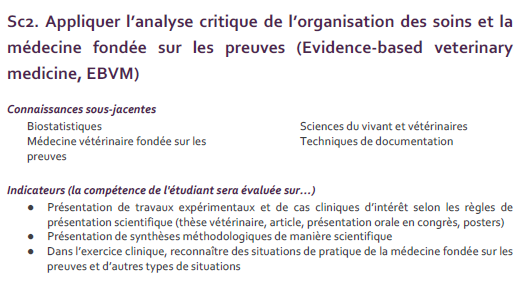 Sc2. Appliquer l'analyse critique de l'organisation des soins et la
médecine fondée sur les preuves (Evidence-based veterinary
medicine, EBVM)
Connaissances sous-jacentes
Biostatistiques
Médecine vétérinaire fondée sur les
preuves
Sciences du vivant et vétérinaires
Techniques de documentation
Indicateurs (la compétence de l'étudiant sera évaluée sur...)
● Présentation de travaux expérimentaux et de cas cliniques d'intérêt selon les règles de
présentation scientifique (thèse vétérinaire, article, présentation orale en congrès, posters)
● Présentation de synthèses méthodologiques de manière scientifique
● Dans l'exercice clinique, reconnaître des situations de pratique de la médecine fondée sur les
preuves et d'autres types de situations